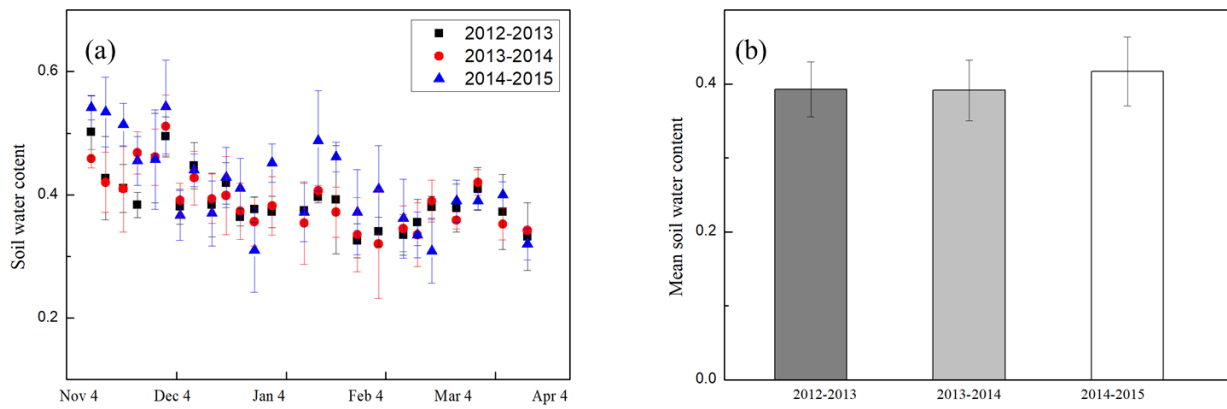 (a)
2012-2013
2013-2014
2014-2015
0.6
0.4
0.2
Soil water cotent
Nov 4 Dec 4 Jan 4 Feb 4 Mar 4 Apr 4
(b)
0.4
0.2
0.0
Mean soil water content
2012-2013 2013-2014 2014-2015